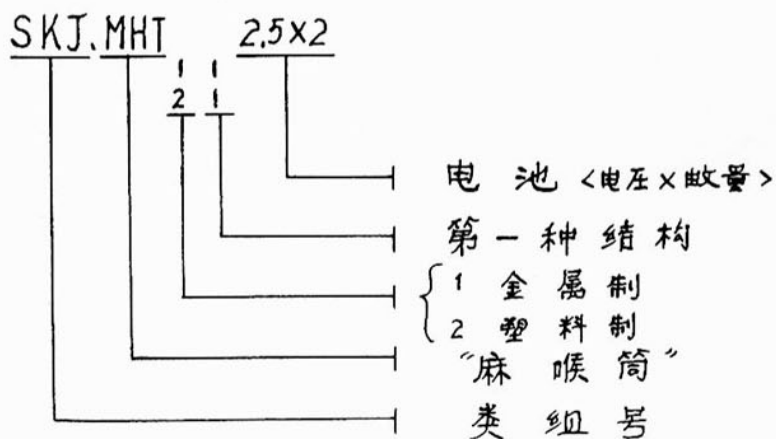 SKJ.MHT 2.5×2
1 1
2 1
电池<电压×数量>
第一种结构
1 金属制
2 塑料制
"麻喉筒"
类组号